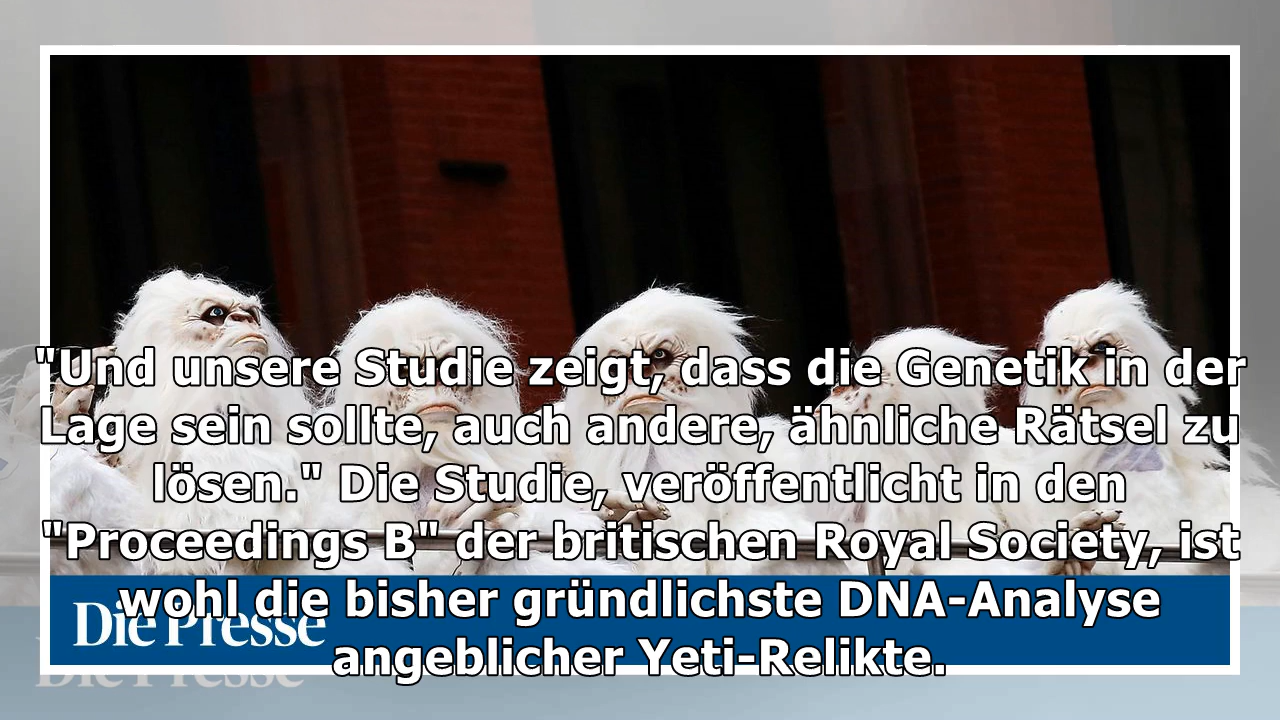 "Und unsere Studie zeigt, dass die Genetik in der
Lage sein sollte, auch andere, ähnliche Rätsel zu
lösen." Die Studie, veröffentlicht in den
"Proceedings B" der britischen Royal Society, ist
wohl die bisher gründlichste DNA-Analyse
angeblicher Yeti-Relikte.
Die Presse
Die Presse